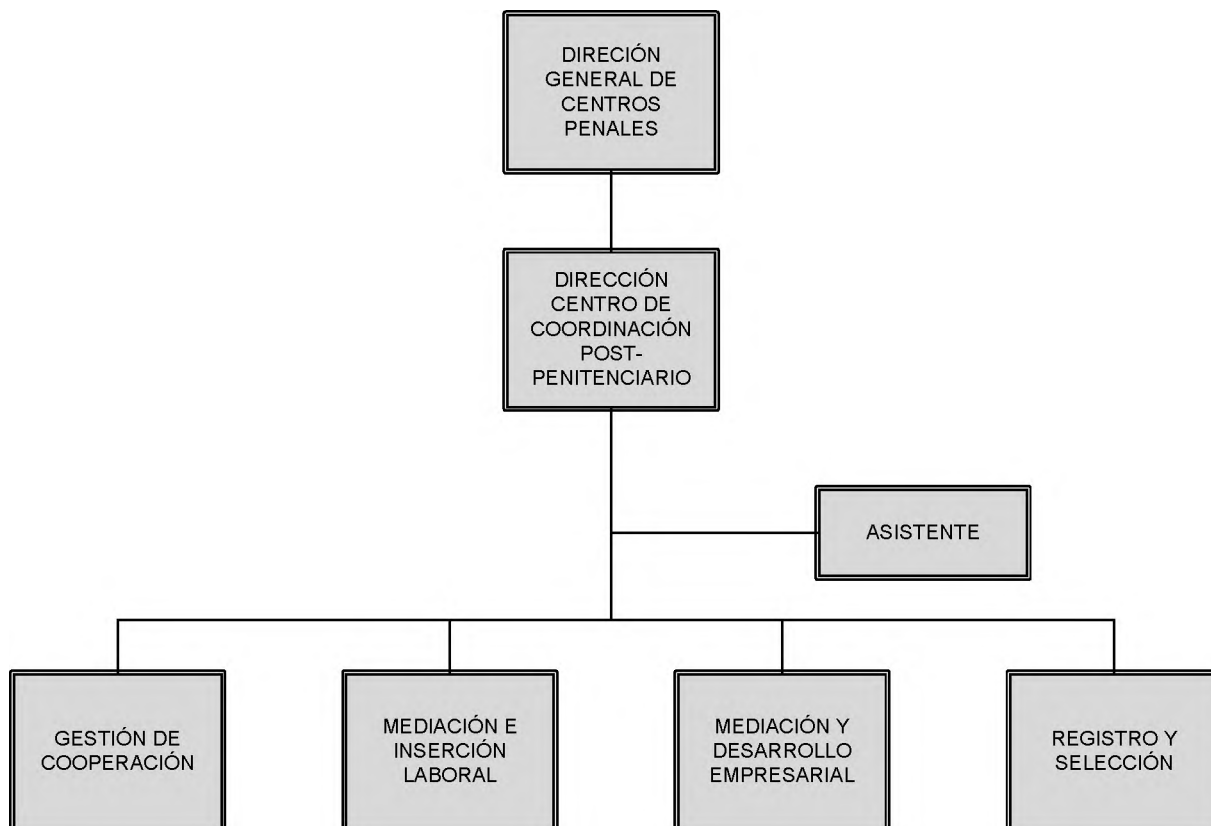 DIRECIÓN
GENERAL DE
CENTROS
PENALES
DIRECCIÓN
CENTRO DE
COORDINACIÓN
POST-
PENITENCIARIO
ASISTENTE
GESTIÓN DE
COOPERACIÓN
MEDIACIÓN E
INSERCIÓN
LABORAL
MEDIACIÓN Y
DESARROLLO
EMPRESARIAL
REGISTRO Y
SELECCIÓN